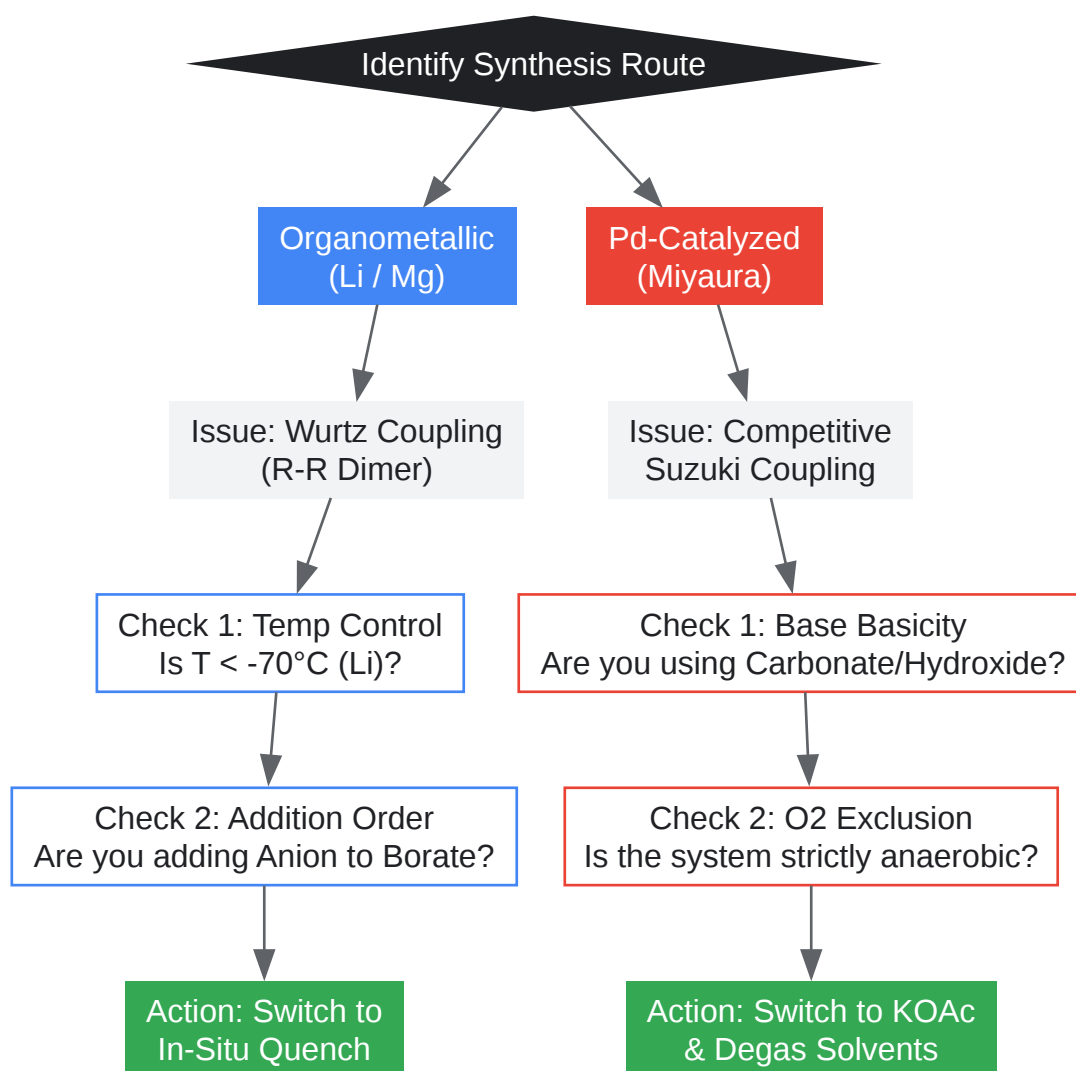 Identify Synthesis Route
Organometallic
(Li / Mg)
Pd-Catalyzed
(Miyaura)
Issue: Wurtz Coupling
(R-R Dimer)
Issue: Competitive
Suzuki Coupling
Check 1: Temp Control
Is T < -70°C (Li)?
Check 1: Base Basicity
Are you using Carbonate/Hydroxide?
Check 2: Addition Order
Are you adding Anion to Borate?
Check 2: O2 Exclusion
Is the system strictly anaerobic?
Action: Switch to
In-Situ Quench
Action: Switch to KOAc
& Degas Solvents